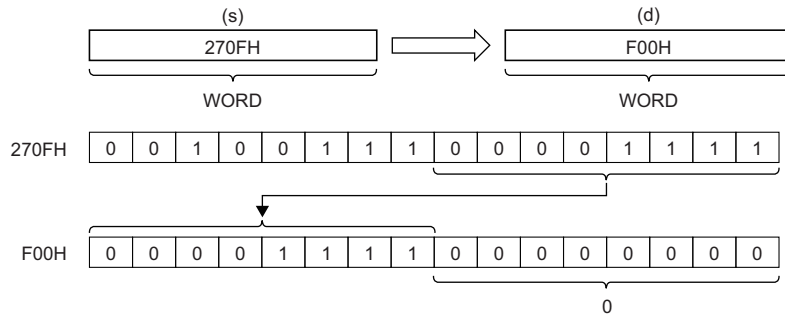 (s) (d)
270FH F00H
WORD WORD
270FH 0 0 1 0 0 1 1 1 0 0 0 0 1 1 1 1
F00H 0 0 0 0 1 1 1 1 0 0 0 0 0 0 0 0
0